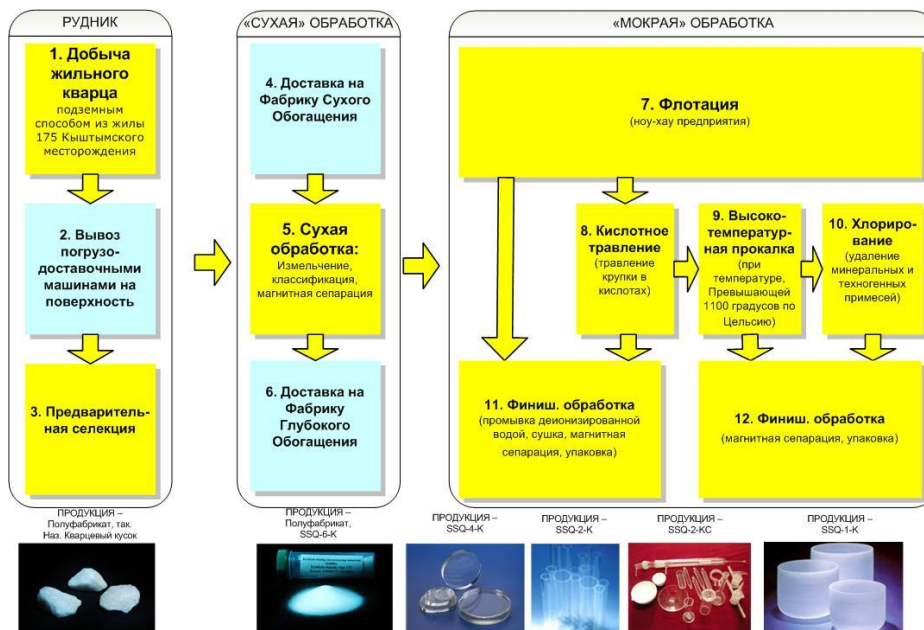 РУДНИК
«СУХАЯ» ОБРАБОТКА
«МОКРАЯ» ОБРАБОТКА
1. Добыча
жильного
кварца
подземным
способом из жилы
175 Кыштымского
месторождения
2. Вывоз
погрузо-
доставочными
машинами на
поверхность
3. Предваритель-
ная селекция
4. Доставка на
Фабрику Сухого
Обогащения
5. Сухая
обработка:
Измельчение,
классификация,
магнитная сепарация
6. Доставка на
Фабрику
Глубокого
Обогащения
7. Флотация
(ноу-хау предприятия)
8. Кислотное
травление
(травление
крупки в
кислотах)
9. Высоко-
температур-
ная прокалка
(при
температуре,
Превышающей
1100 градусов по
Цельсию)
10. Хлориро-
вание
(удаление
минеральных и
техногенных
примесей)
11. Финиш. обработка
(промывка деионизированной
водой, сушка, магнитная
сепарация, упаковка)
12. Финиш. обработка
(магнитная сепарация, упаковка)
ПРОДУКЦИЯ –
Полуфабрикат, так.
Наз. Кварцевый кусок
ПРОДУКЦИЯ –
Полуфабрикат,
SSQ-6-K
ПРОДУКЦИЯ –
SSQ-4-K
ПРОДУКЦИЯ –
SSQ-2-K
ПРОДУКЦИЯ –
SSQ-2-KC
ПРОДУКЦИЯ –
SSQ-1-K